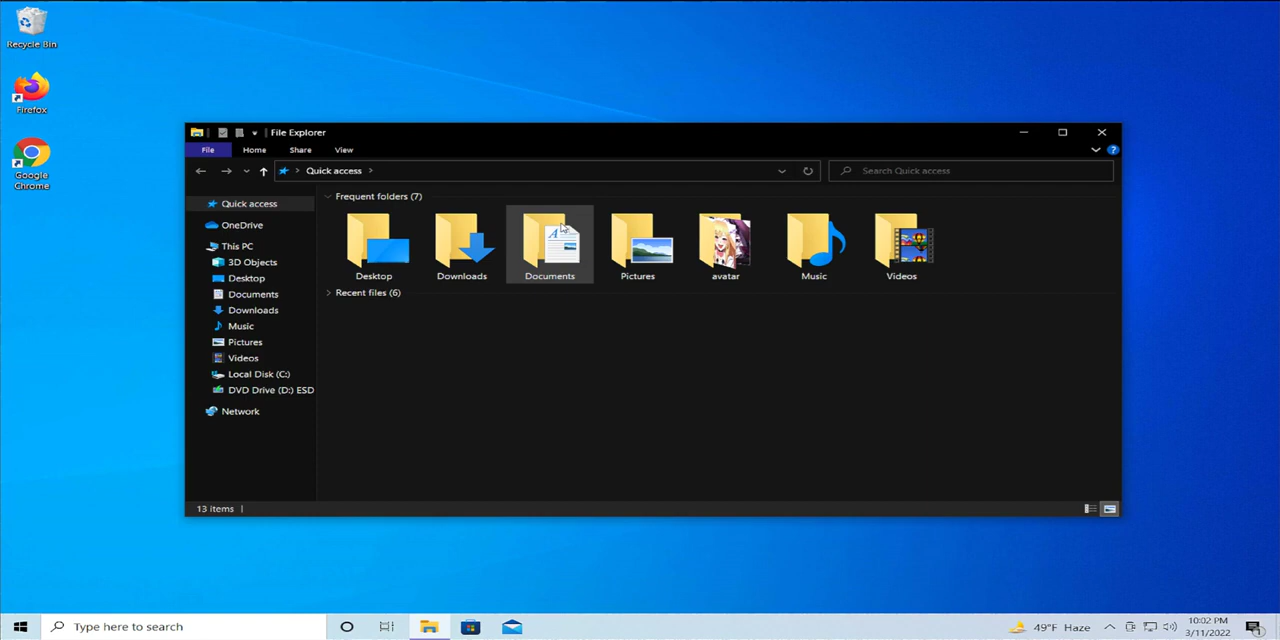 Recycle Bin
Firefox
Google
Chrome
File Explorer
File
Home
Share
View
Quick access
Search Quick access
Quick access
OneDrive
This PC
3D Objects
Desktop
Documents
Downloads
Music
Pictures
Videos
Local Disk (C:)
DVD Drive (D:) ESD
Network
Frequent folders (7)
Desktop
Downloads
Documents
Pictures
avatar
Music
Videos
Recent files (6)
13 items
Type here to search
49°F Haze
10:02 PM
3/11/2022